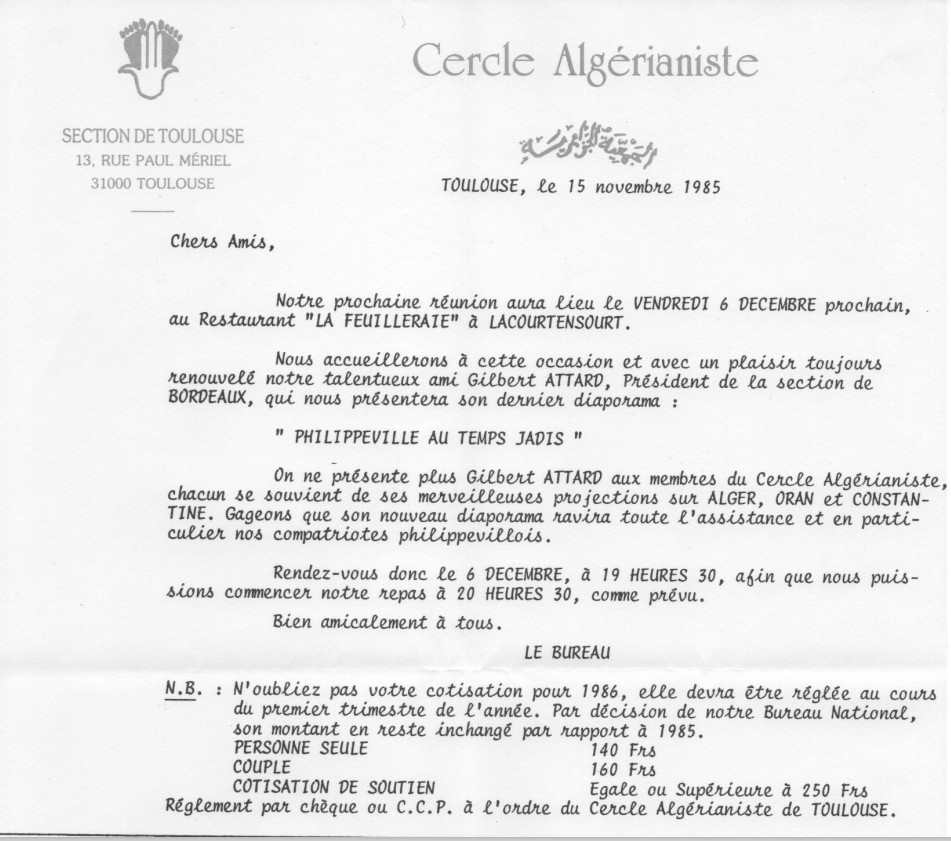 Cercle Algérianiste
SECTION DE TOULOUSE
13, RUE PAUL MÉRIEL
31000 TOULOUSE
TOULOUSE, le 15 novembre 1985
Chers Amis,
Notre prochaine réunion aura lieu le VENDREDI 6 DECEMBRE prochain,
au Restaurant "LA FEUILLERAIE" à LACOURTENSOURT.
Nous accueillerons à cette occasion et avec un plaisir toujours
renouvelé notre talentueux ami Gilbert ATTARD, Président de la section de
BORDEAUX, qui nous présentera son dernier diaporama :
" PHILIPPEVILLE AU TEMPS JADIS "
On ne présente plus Gilbert ATTARD aux membres du Cercle Algérianiste,
chacun se souvient de ses merveilleuses projections sur ALGER, ORAN et CONSTAN-
TINE. Gageons que son nouveau diaporama ravira toute l'assistance et en parti-
culier nos compatriotes philippevillois.
Rendez-vous donc le 6 DECEMBRE, à 19 HEURES 30, afin que nous puis-
sions commencer notre repas à 20 HEURES 30, comme prévu.
Bien amicalement à tous.
LE BUREAU
N.B. : N'oubliez pas votre cotisation pour 1986, elle devra être réglée au cours
du premier trimestre de l'année. Par décision de notre Bureau National,
son montant en reste inchangé par rapport à 1985.
PERSONNE SEULE 140 Frs
COUPLE 160 Frs
COTISATION DE SOUTIEN Egale ou Supérieure à 250 Frs
Réglement par chèque ou C.C.P. à l'ordre du Cercle Algérianiste de TOULOUSE.